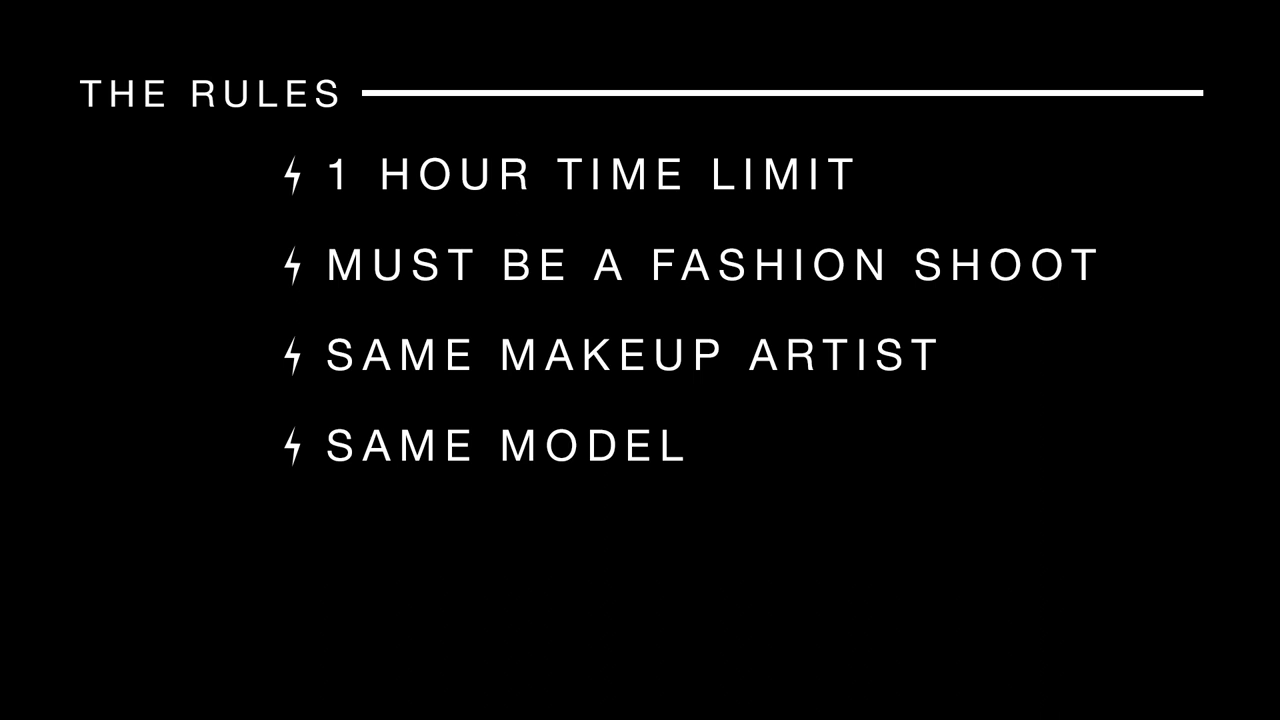 THE RULES
1 HOUR TIME LIMIT
MUST BE A FASHION SHOOT
SAME MAKEUP ARTIST
SAME MODEL